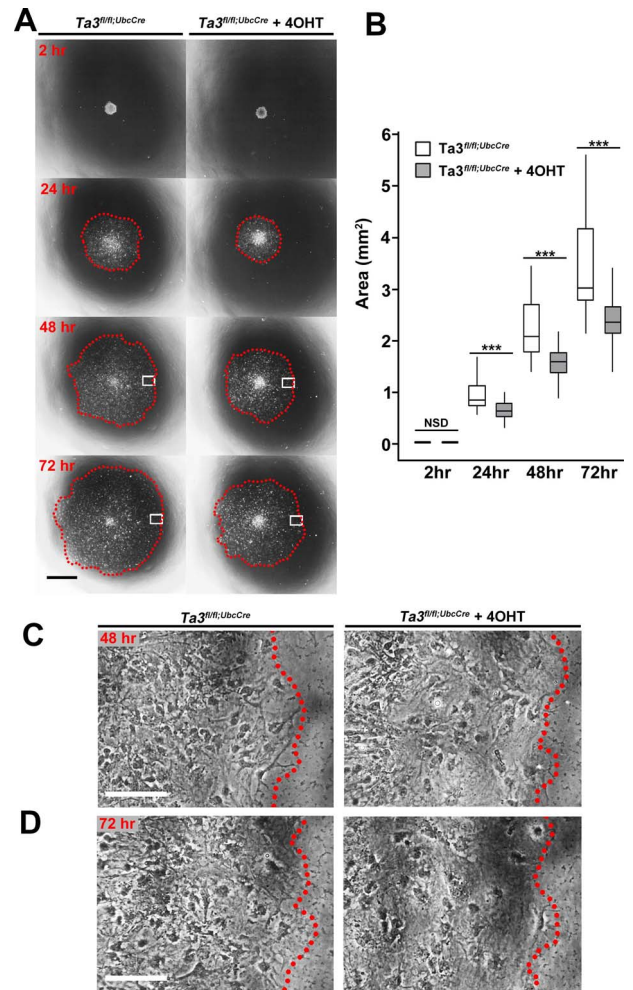 A
Ta3fl/fl;UbcCre
Ta3fl/fl;UbcCre + 4OHT
2 hr
24 hr
48 hr
72 hr
B
Ta3fl/fl;UbcCre
Ta3fl/fl;UbcCre + 4OHT
Area (mm2)
6
5
4
3
2
1
0
NSD
***
***
***
2hr
24hr
48hr
72hr
Ta3fl/fl;UbcCre
Ta3fl/fl;UbcCre + 4OHT
C
48 hr
D
72 hr